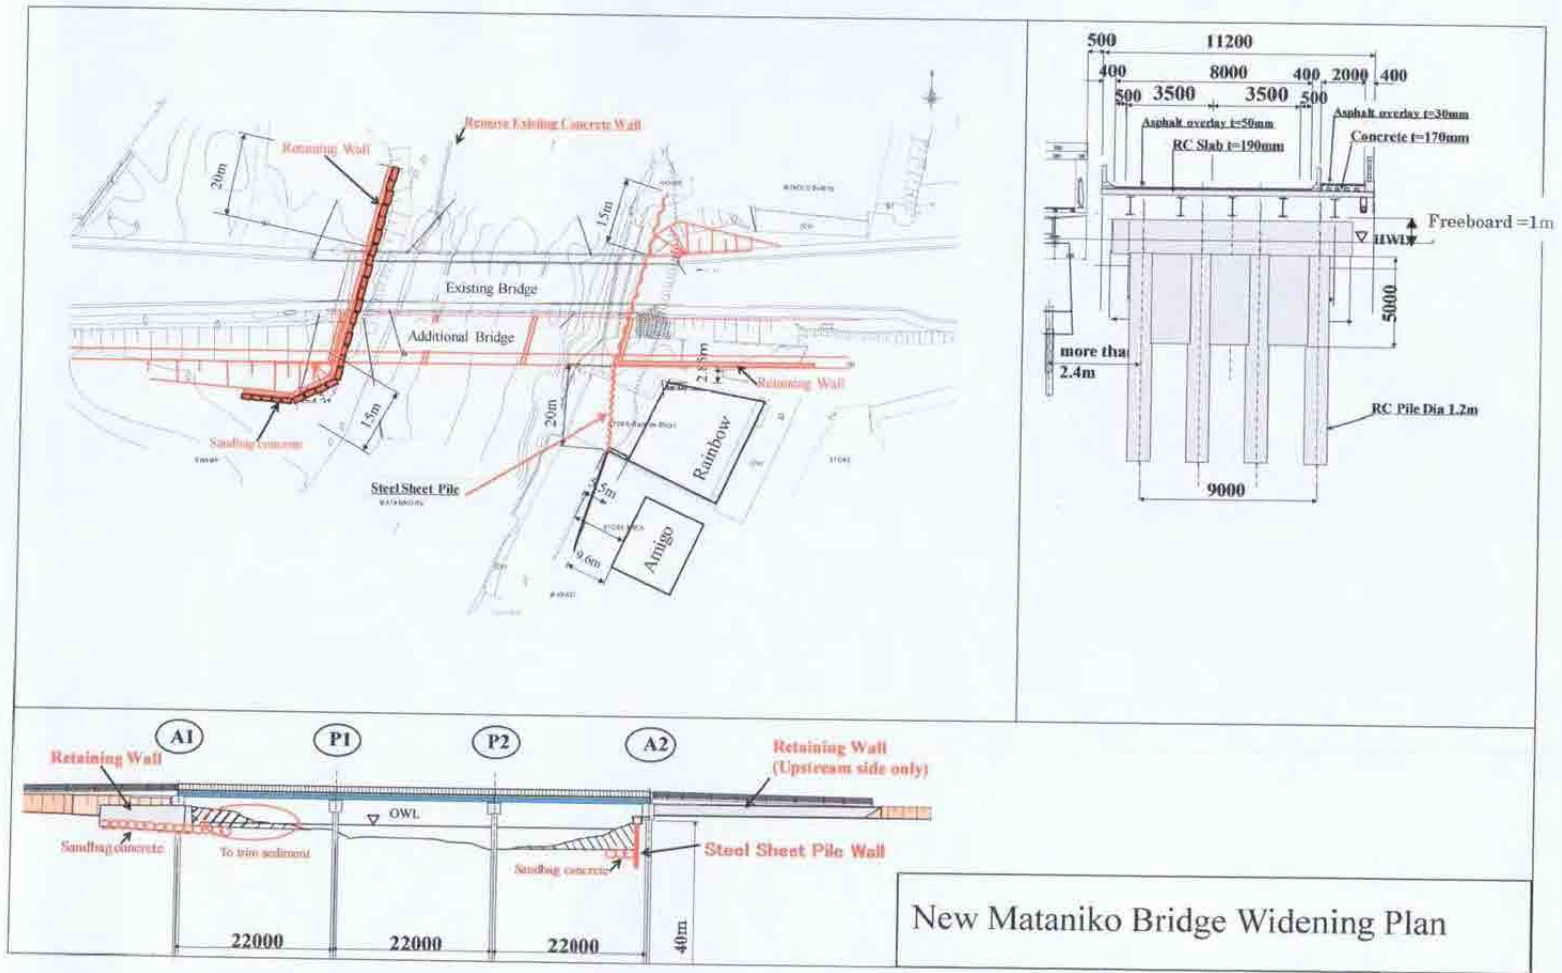 Remove Existing Concrete Wall
Retaining Wall
20m
15m
Existing Bridge
Additional Bridge
2.85m
Retaining Wall
15m
20m
Sandbag concrete
SWAMP
STORE
Steel Sheet Pile
Rainbow
Amigo
9.6m
500
11200
400
8000
400
2000
400
500
3500
3500
500
Asphalt overlay t=30mm
Asphalt overlay t=50mm
Concrete t=170mm
RC Slab t=190mm
Freeboard =1m
HWL
5000
more tha
2.4m
RC Pile Dia 1.2m
9000
A1
P1
P2
A2
Retaining Wall
Retaining Wall
(Upstream side only)
OWL
Sandbag concrete
To trim sediment
Steel Sheet Pile Wall
Sandbag concrete
22000
22000
22000
40m
New Mataniko Bridge Widening Plan